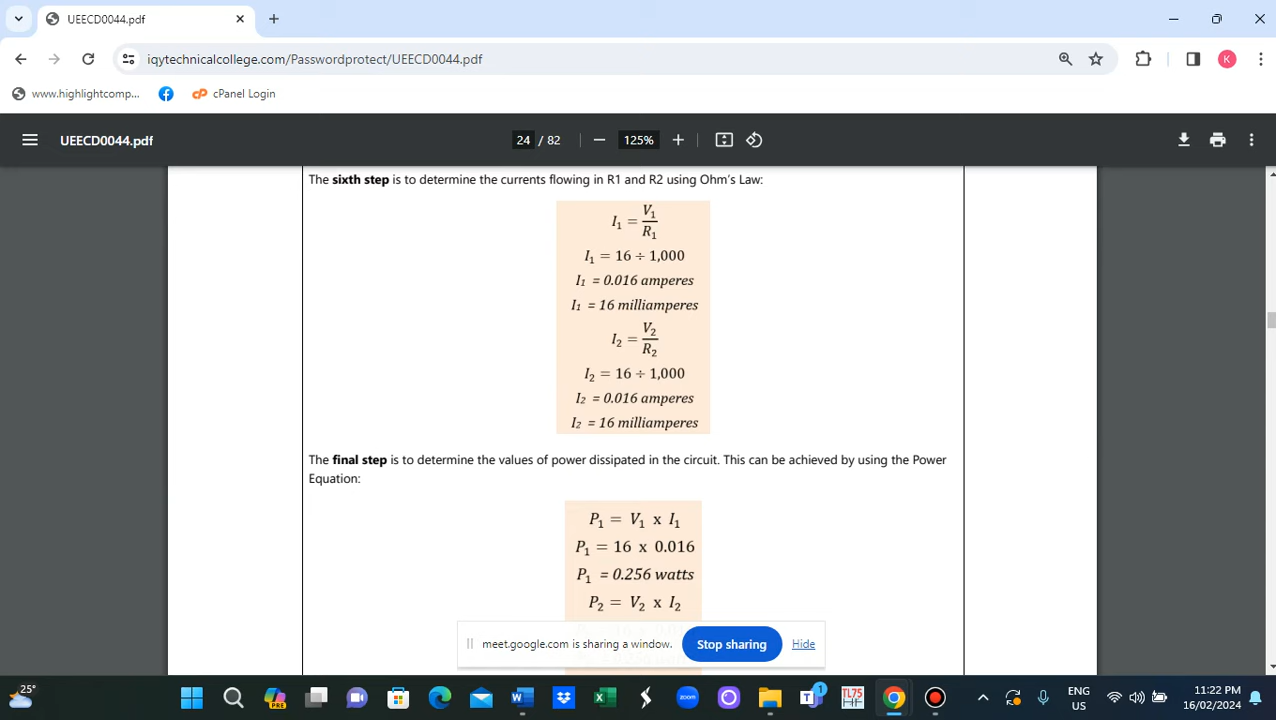 UEECD0044.pdf
iqytechnicalcollege.com/Passwordprotect/UEECD0044.pdf
K
www.highlightcomp... cPanel Login
UEECD0044.pdf 24 / 82 125%
The sixth step is to determine the currents flowing in R1 and R2 using Ohm's Law:
I₁ = V₁/R₁
I₁ = 16 ÷ 1,000
I₁ = 0.016 amperes
I₁ = 16 milliamperes
I₂ = V₂/R₂
I₂ = 16 ÷ 1,000
I₂ = 0.016 amperes
I₂ = 16 milliamperes
The final step is to determine the values of power dissipated in the circuit. This can be achieved by using the Power
Equation:
P₁ = V₁ x I₁
P₁ = 16 x 0.016
P₁ = 0.256 watts
P₂ = V₂ x I₂
meet.google.com is sharing a window. Stop sharing Hide
25°
PRE
zoom
1
TL75
ENG
US
11:22 PM
16/02/2024